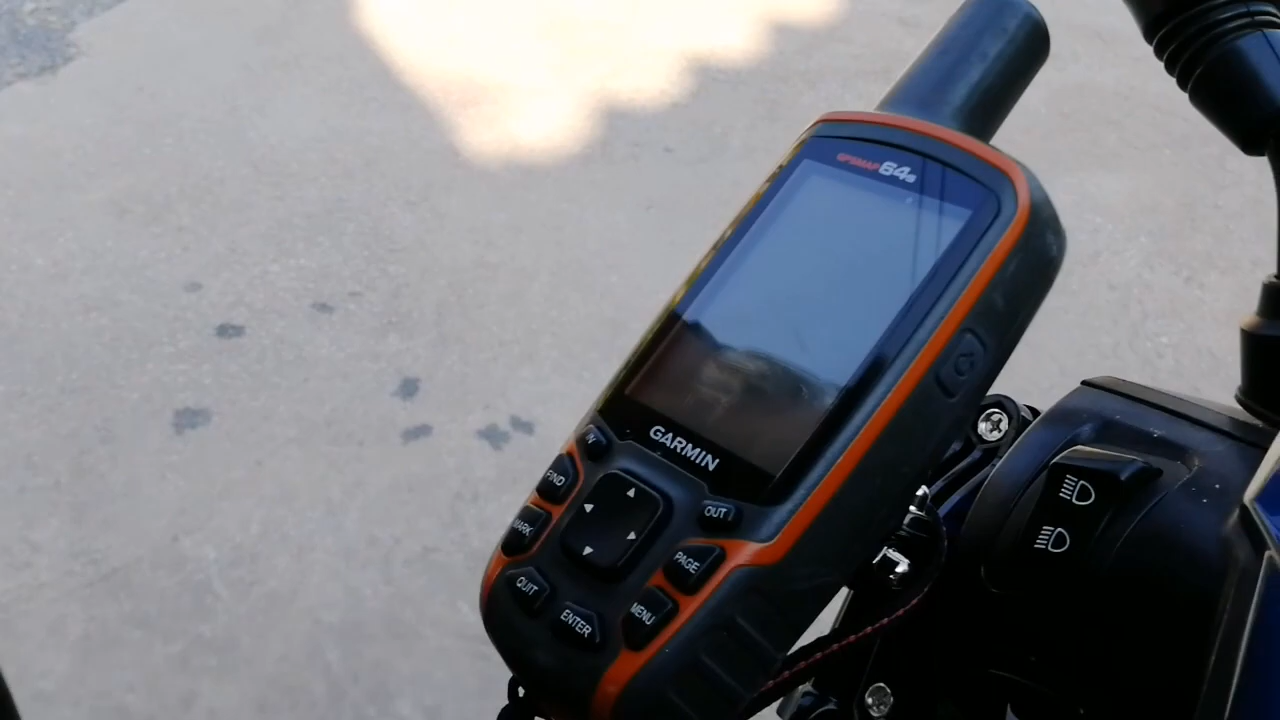 GPSMAP 64s
GARMIN
IN
OUT
FIND
MARK
PAGE
QUIT
ENTER
MENU